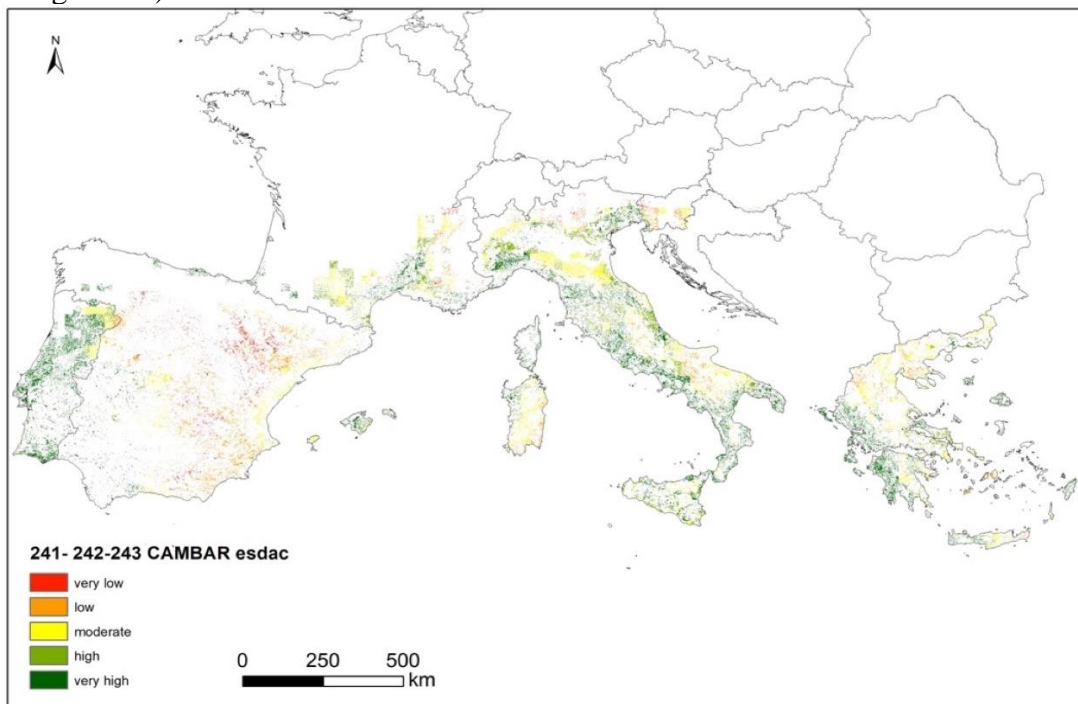 N
241- 242-243 CAMBAR esdac
very low
low
moderate
high
very high
0 250 500
km